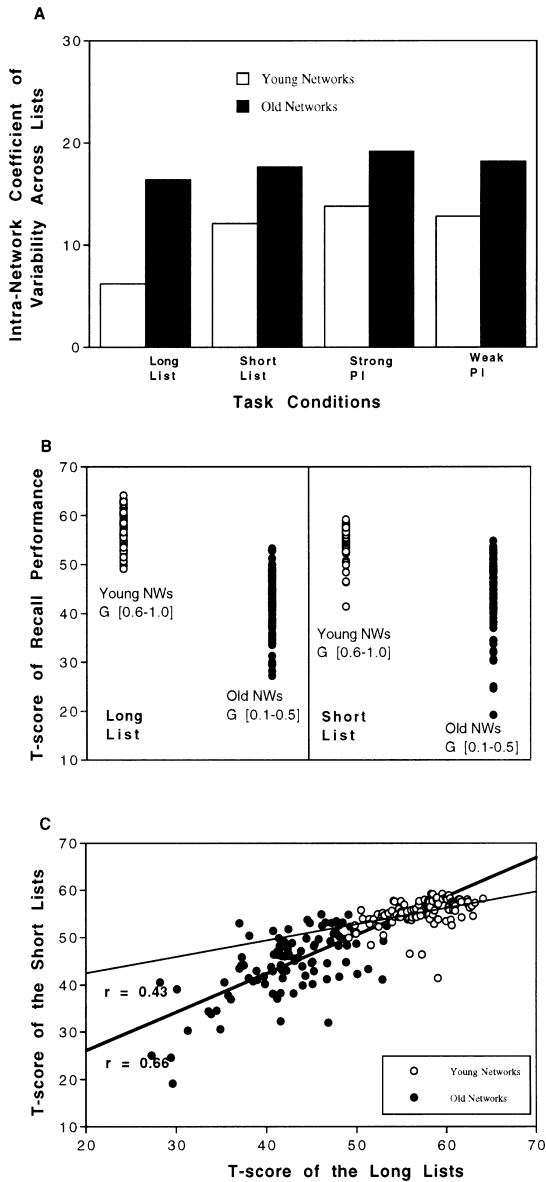 A
Intra-Network Coefficient of
Variability Across Lists
30
20
10
0
Young Networks
Old Networks
Long
List
Short
List
Strong
PI
Weak
PI
Task Conditions
B
T-score of Recall Performance
70
60
50
40
30
20
10
Young NWs
G [0.6-1.0]
Old NWs
G [0.1-0.5]
Long
List
Young NWs
G [0.6-1.0]
Old NWs
G [0.1-0.5]
Short
List
C
T-score of the Short Lists
70
60
50
40
30
20
10
r = 0.43
r = 0.66
Young Networks
Old Networks
20
30
40
50
60
70
T-score of the Long Lists